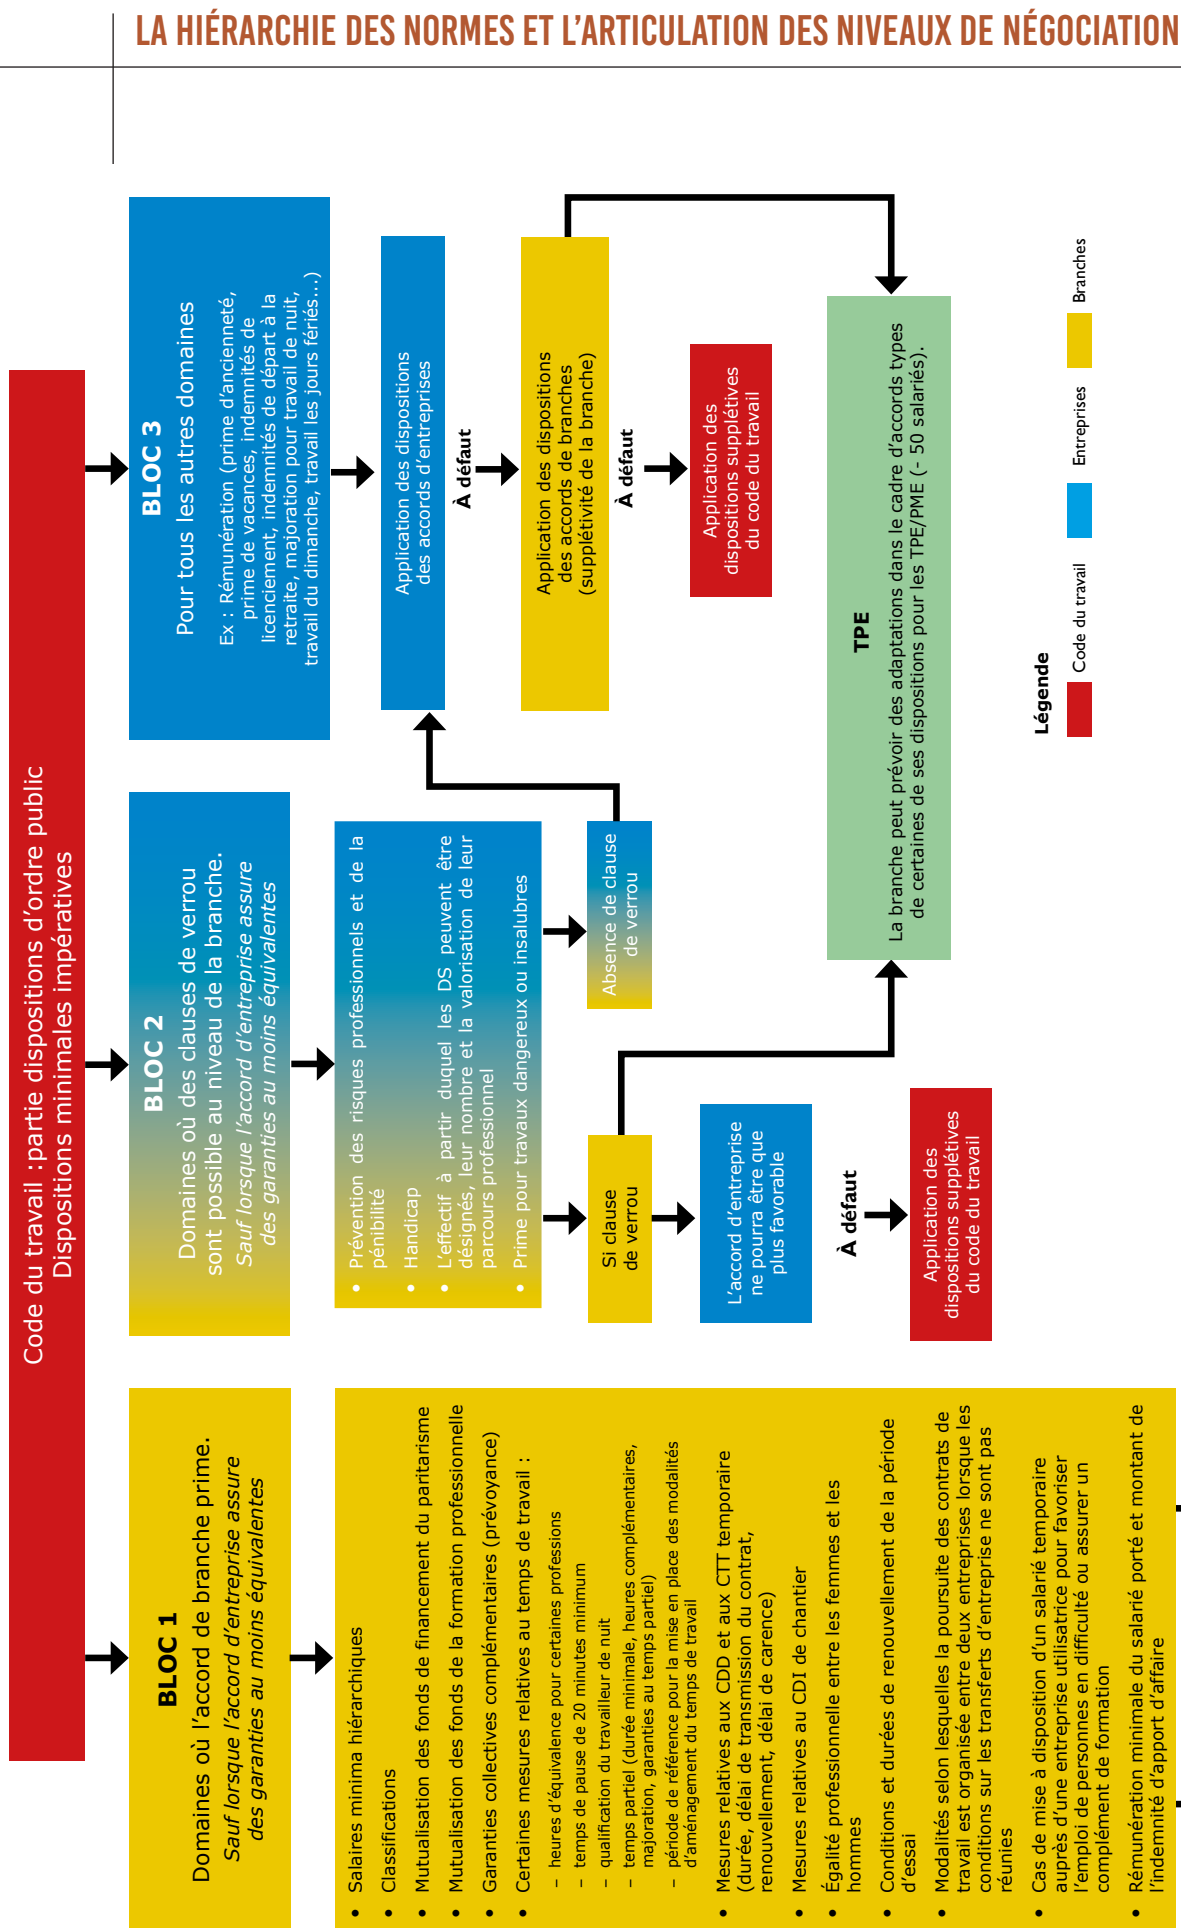 LA HIÉRARCHIE DES NORMES ET L'ARTICULATION DES NIVEAUX DE NÉGOCIATION
Code du travail :partie dispositions d'ordre public
Dispositions minimales impératives
BLOC 1
Domaines où l'accord de branche prime.
Sauf lorsque l'accord d'entreprise assure
des garanties au moins équivalentes
• Salaires minima hiérarchiques
• Classifications
• Mutualisation des fonds de financement du paritarisme
• Mutualisation des fonds de la formation professionnelle
• Garanties collectives complémentaires (prévoyance)
• Certaines mesures relatives au temps de travail :
– heures d'équivalence pour certaines professions
– temps de pause de 20 minutes minimum
– qualification du travailleur de nuit
– temps partiel (durée minimale, heures complémentaires,
majoration, garanties au temps partiel)
– période de référence pour la mise en place des modalités
d'aménagement du temps de travail
• Mesures relatives aux CDD et aux CTT temporaire
(durée, délai de transmission du contrat,
renouvellement, délai de carence)
• Mesures relatives au CDI de chantier
• Égalité professionnelle entre les femmes et les
hommes
• Conditions et durées de renouvellement de la période
d'essai
• Modalités selon lesquelles la poursuite des contrats de
travail est organisée entre deux entreprises lorsque les
conditions sur les transferts d'entreprise ne sont pas
réunies
• Cas de mise à disposition d'un salarié temporaire
auprès d'une entreprise utilisatrice pour favoriser
l'emploi de personnes en difficulté ou assurer un
complément de formation
• Rémunération minimale du salarié porté et montant de
l'indemnité d'apport d'affaire
BLOC 2
Domaines où des clauses de verrou
sont possible au niveau de la branche.
Sauf lorsque l'accord d'entreprise assure
des garanties au moins équivalentes
• Prévention des risques professionnels et de la
pénibilité
• Handicap
• L'effectif à partir duquel les DS peuvent être
désignés, leur nombre et la valorisation de leur
parcours professionnel
• Prime pour travaux dangereux ou insalubres
Si clause
de verrou
L'accord d'entreprise
ne pourra être que
plus favorable
À défaut
Application des
dispositions supplétives
du code du travail
Absence de clause
de verrou
BLOC 3
Pour tous les autres domaines
Ex : Rémunération (prime d'ancienneté,
prime de vacances, indemnités de
licenciement, indemnités de départ à la
retraite, majoration pour travail de nuit,
travail du dimanche, travail les jours fériés...)
Application des dispositions
des accords d'entreprises
À défaut
Application des dispositions
des accords de branches
(supplétivité de la branche)
À défaut
Application des
dispositions supplétives
du code du travail
TPE
La branche peut prévoir des adaptations dans le cadre d'accords types
de certaines de ses dispositions pour les TPE/PME (- 50 salariés).
Légende
Code du travail
Entreprises
Branches